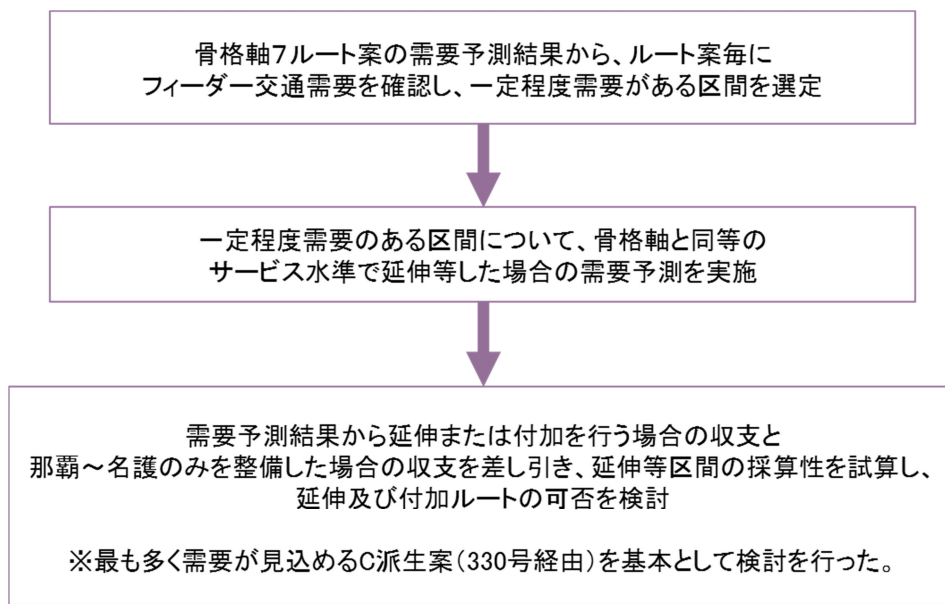 骨格軸7ルート案の需要予測結果から、ルート案毎に
フィーダー交通需要を確認し、一定程度需要がある区間を選定
一定程度需要のある区間について、骨格軸と同等の
サービス水準で延伸等した場合の需要予測を実施
需要予測結果から延伸または付加を行う場合の収支と
那覇～名護のみを整備した場合の収支を差し引き、延伸等区間の採算性を試算し、
延伸及び付加ルートの可否を検討
※最も多く需要が見込めるC派生案（330号経由）を基本として検討を行った。